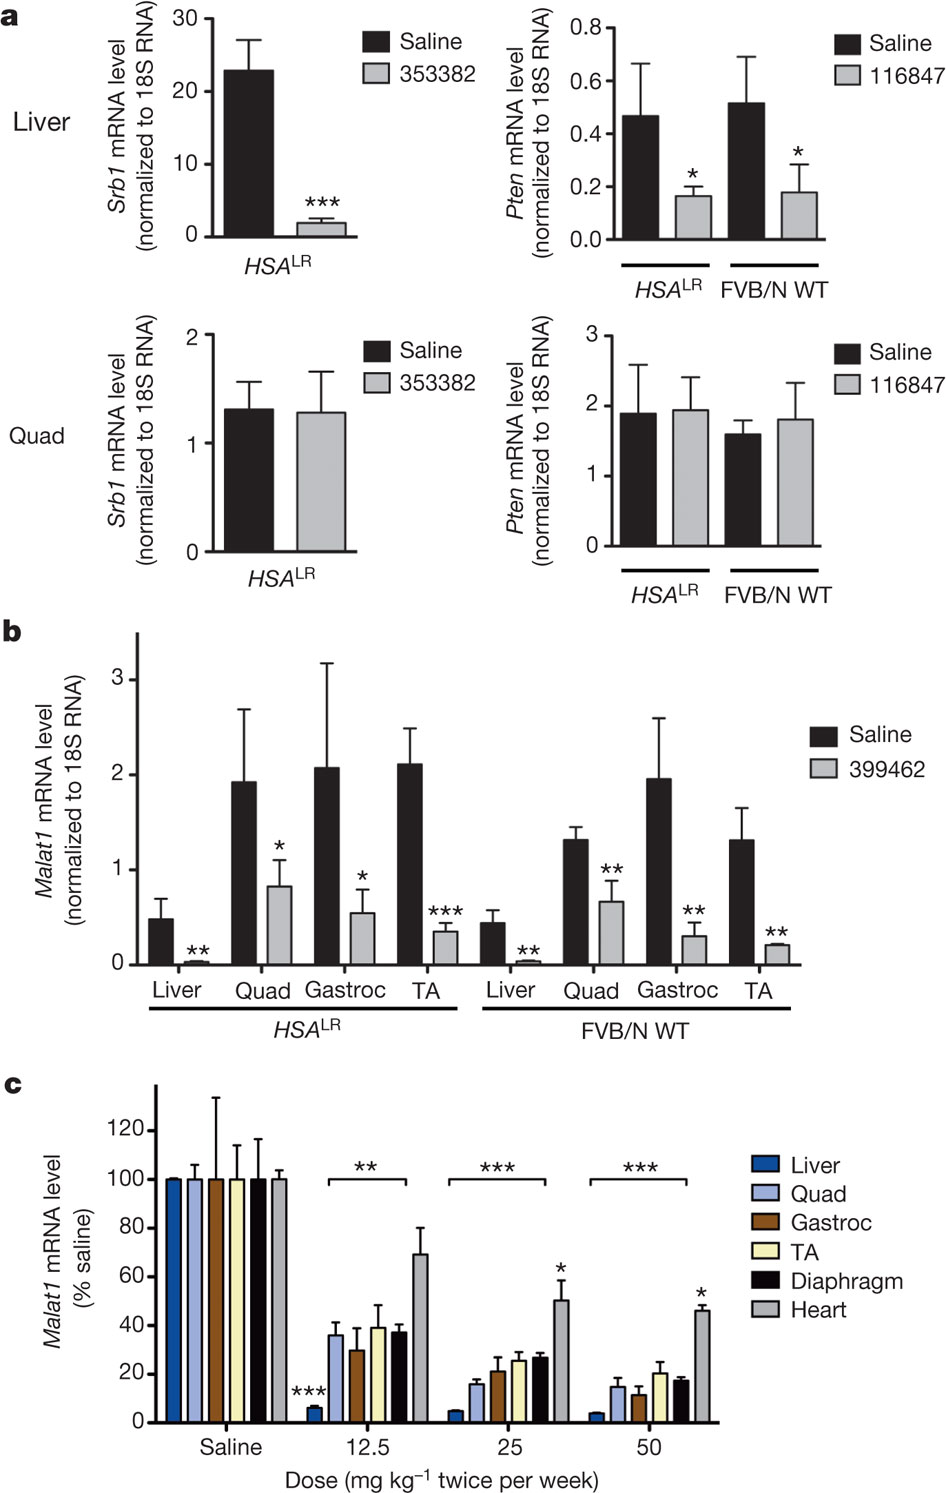 a
Srb1 mRNA level
(normalized to 18S RNA)
30
20
10
0
Saline
353382
***
HSALR
Liver
Pten mRNA level
(normalized to 18S RNA)
0.8
0.6
0.4
0.2
0.0
Saline
116847
*
*
HSALR
FVB/N WT
Quad
Srb1 mRNA level
(normalized to 18S RNA)
2
1
0
Saline
353382
HSALR
Pten mRNA level
(normalized to 18S RNA)
3
2
1
0
Saline
116847
HSALR
FVB/N WT
b
Malat1 mRNA level
(normalized to 18S RNA)
3
2
1
0
Saline
399462
** * * *** ** ** ** **
Liver Quad Gastroc TA Liver Quad Gastroc TA
HSALR FVB/N WT
c
Malat1 mRNA level
(% saline)
120
100
80
60
40
20
0
** *** ***
*** * *
Liver
Quad
Gastroc
TA
Diaphragm
Heart
Saline 12.5 25 50
Dose (mg kg–1 twice per week)